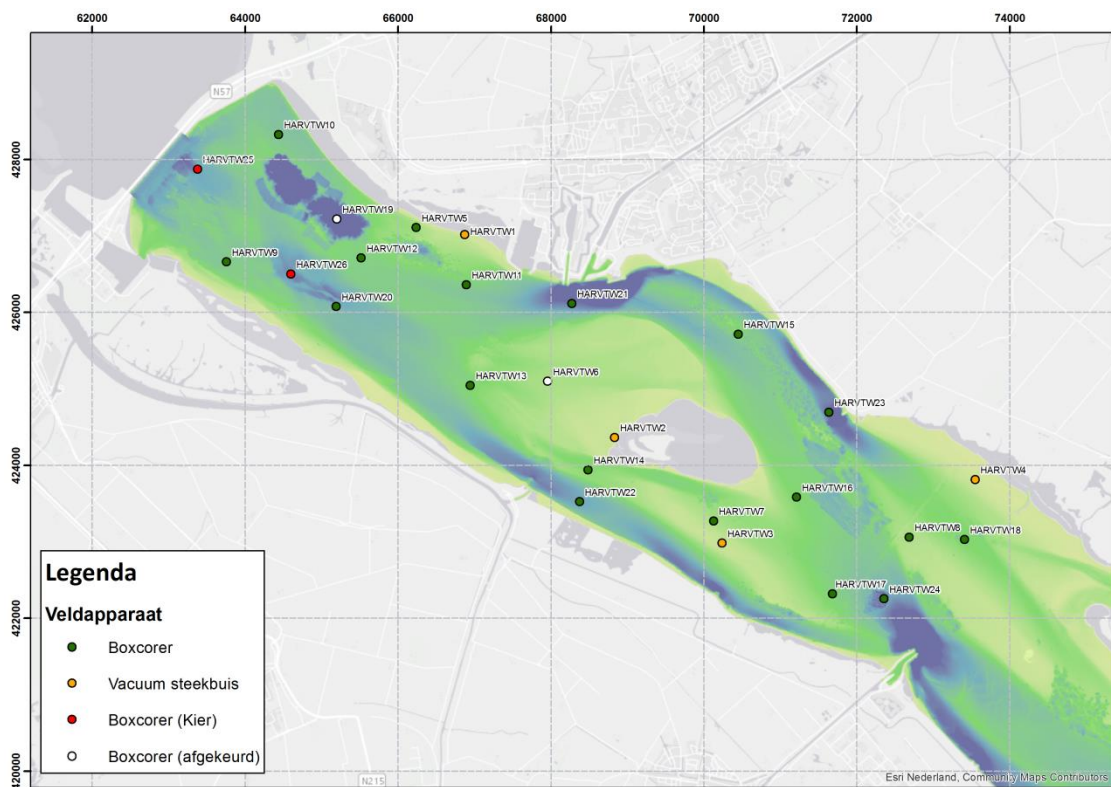 62000 64000 66000 68000 70000 72000 74000
N57
HARVTW10
428000
HARVTW25
HARVTW19
HARVTW5
HARVTW1
HARVTW9
HARVTW12
HARVTW26
HARVTW11
HARVTW20
HARVTW21
426000
HARVTW15
HARVTW13
HARVTW6
HARVTW23
HARVTW2
424000
HARVTW14
HARVTW4
HARVTW22
HARVTW16
HARVTW7
HARVTW3
HARVTW8
HARVTW18
HARVTW17
HARVTW24
422000
Legenda
Veldapparaat
Boxcorer
Vacuum steekbuis
Boxcorer (Kier)
Boxcorer (afgekeurd)
420000
N215
Esri Nederland, Community Maps Contributors